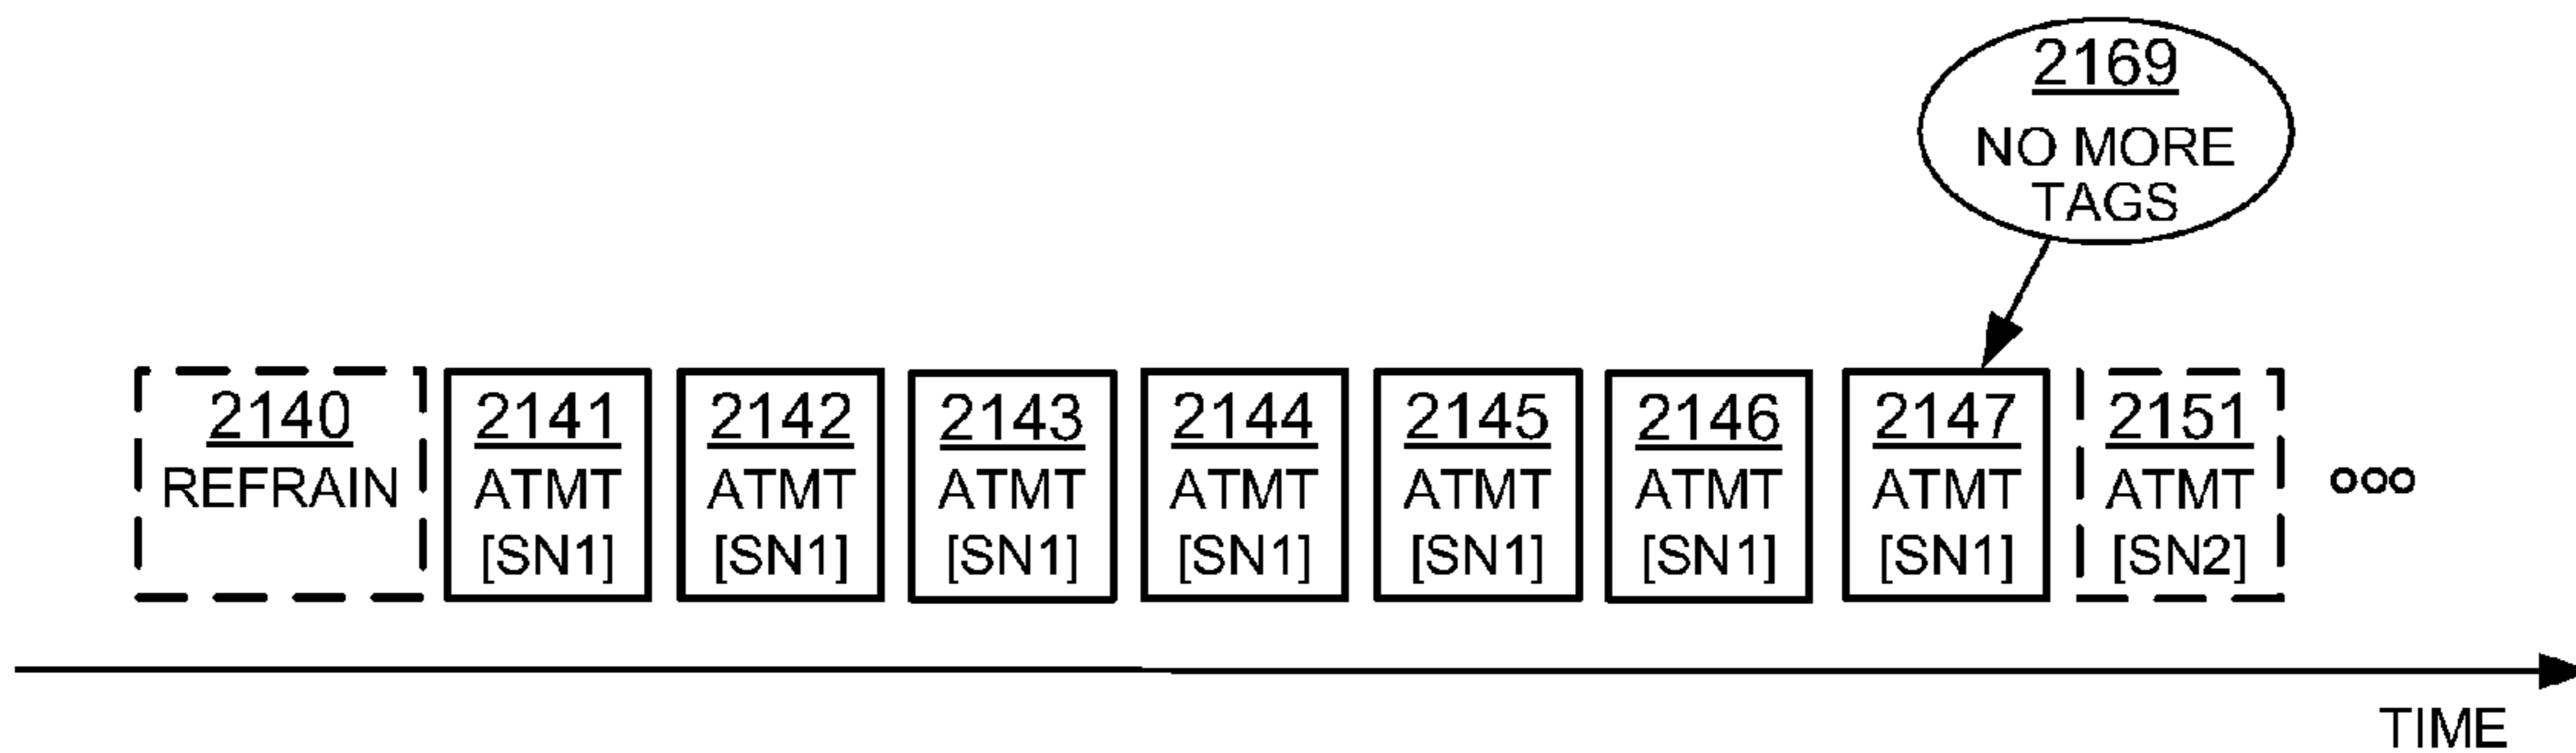 2169
NO MORE
TAGS
2140
REFRAIN
2141
ATMT
[SN1]
2142
ATMT
[SN1]
2143
ATMT
[SN1]
2144
ATMT
[SN1]
2145
ATMT
[SN1]
2146
ATMT
[SN1]
2147
ATMT
[SN1]
2151
ATMT
[SN2]
TIME